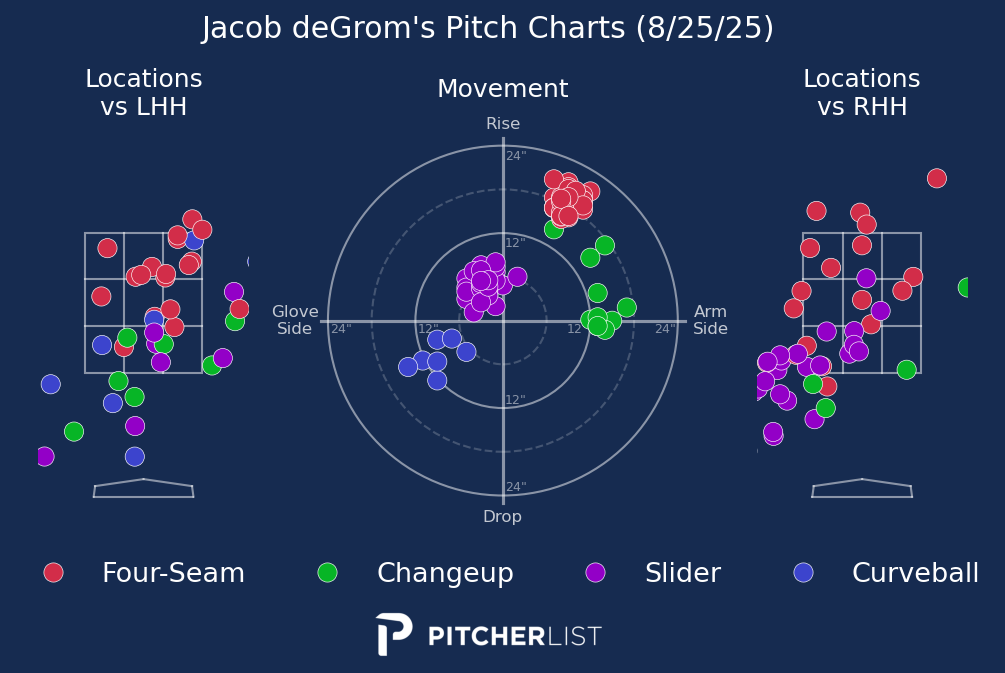 Jacob deGrom's Pitch Charts (8/25/25)
Locations
vs LHH
Movement
Locations
vs RHH
Rise
24"
12"
Glove
Side
24"
12"
12"
24"
Arm
Side
12"
24"
Drop
Four-Seam
Changeup
Slider
Curveball
PITCHERLIST